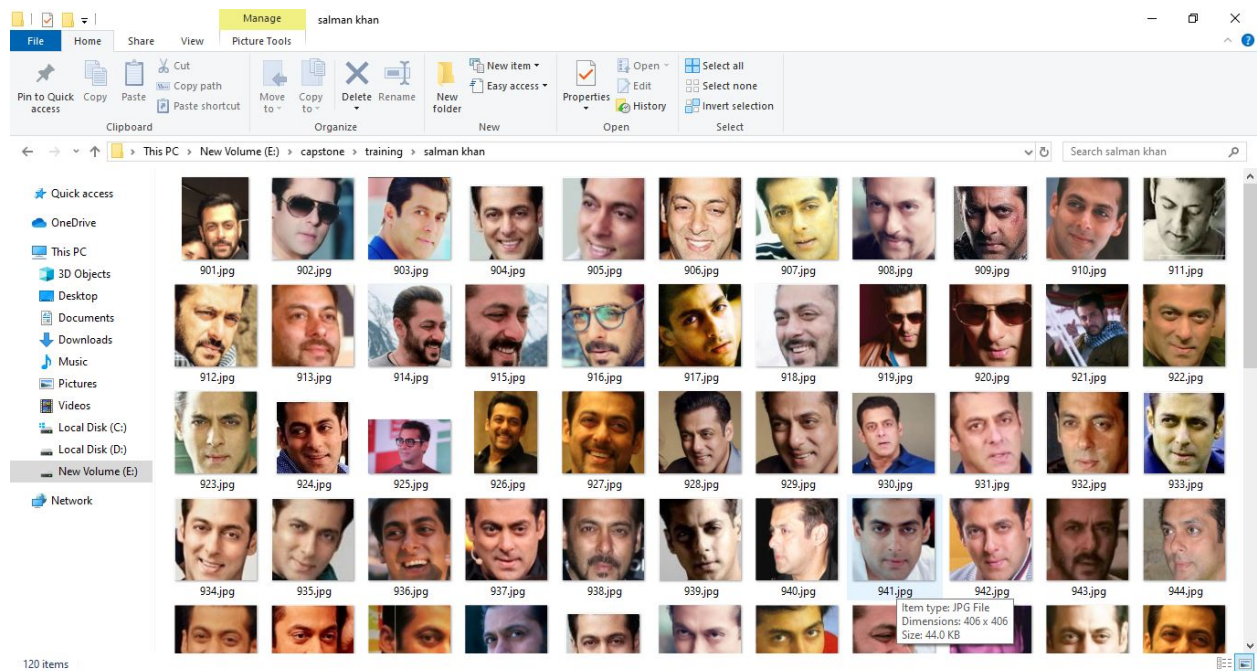 Manage
salman khan
File
Home
Share
View
Picture Tools
Pin to Quick access
Copy
Paste
Cut
Copy path
Paste shortcut
Clipboard
Move to
Copy to
Delete
Rename
Organize
New folder
New item
Easy access
New
Properties
Open
Edit
History
Open
Select all
Select none
Invert selection
Select
This PC > New Volume (E:) > capstone > training > salman khan
Search salman khan
Quick access
OneDrive
This PC
3D Objects
Desktop
Documents
Downloads
Music
Pictures
Videos
Local Disk (C:)
Local Disk (D:)
New Volume (E:)
Network
901.jpg 902.jpg 903.jpg 904.jpg 905.jpg 906.jpg 907.jpg 908.jpg 909.jpg 910.jpg 911.jpg
912.jpg 913.jpg 914.jpg 915.jpg 916.jpg 917.jpg 918.jpg 919.jpg 920.jpg 921.jpg 922.jpg
923.jpg 924.jpg 925.jpg 926.jpg 927.jpg 928.jpg 929.jpg 930.jpg 931.jpg 932.jpg 933.jpg
934.jpg 935.jpg 936.jpg 937.jpg 938.jpg 939.jpg 940.jpg 941.jpg 942.jpg 943.jpg 944.jpg
Item type: JPG File
Dimensions: 406 x 406
Size: 44.0 KB
120 items